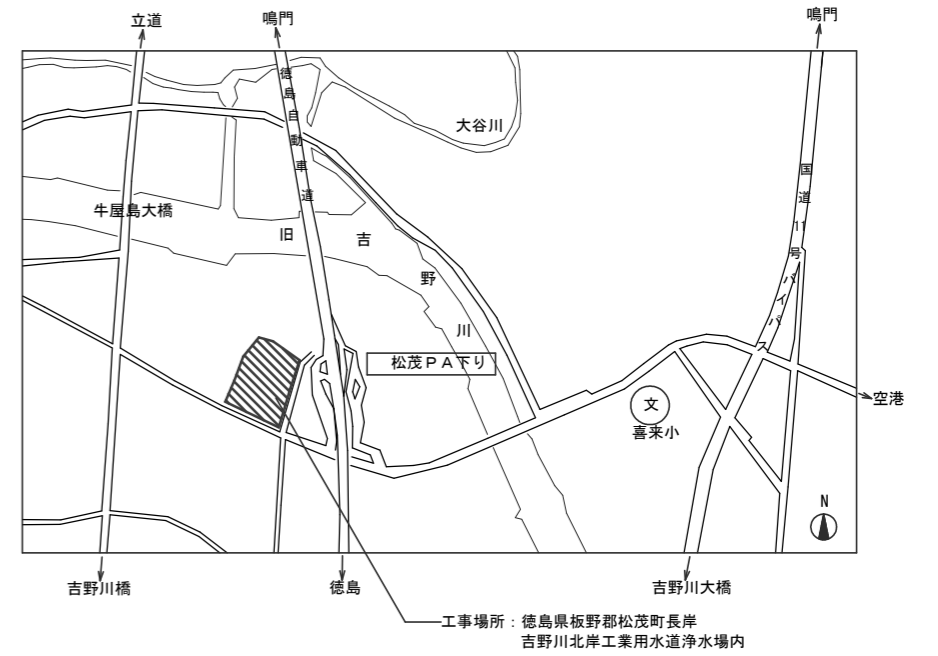 立道
鳴門
鳴門
徳島自動車道
大谷川
国道11号バイパス
牛屋島大橋
旧吉野川
松茂PA下り
空港
文
喜来小
N
吉野川橋
徳島
吉野川大橋
工事場所：徳島県板野郡松茂町長岸
吉野川北岸工業用水道浄水場内